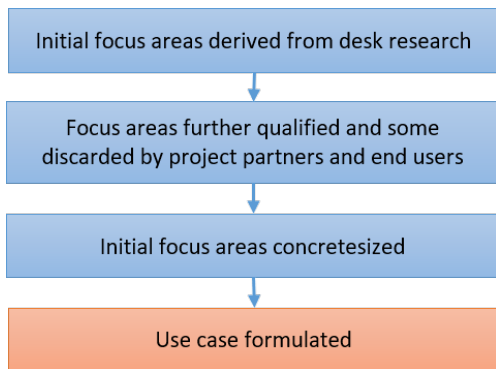 Initial focus areas derived from desk research
Focus areas further qualified and some
discarded by project partners and end users
Initial focus areas concretesized
Use case formulated